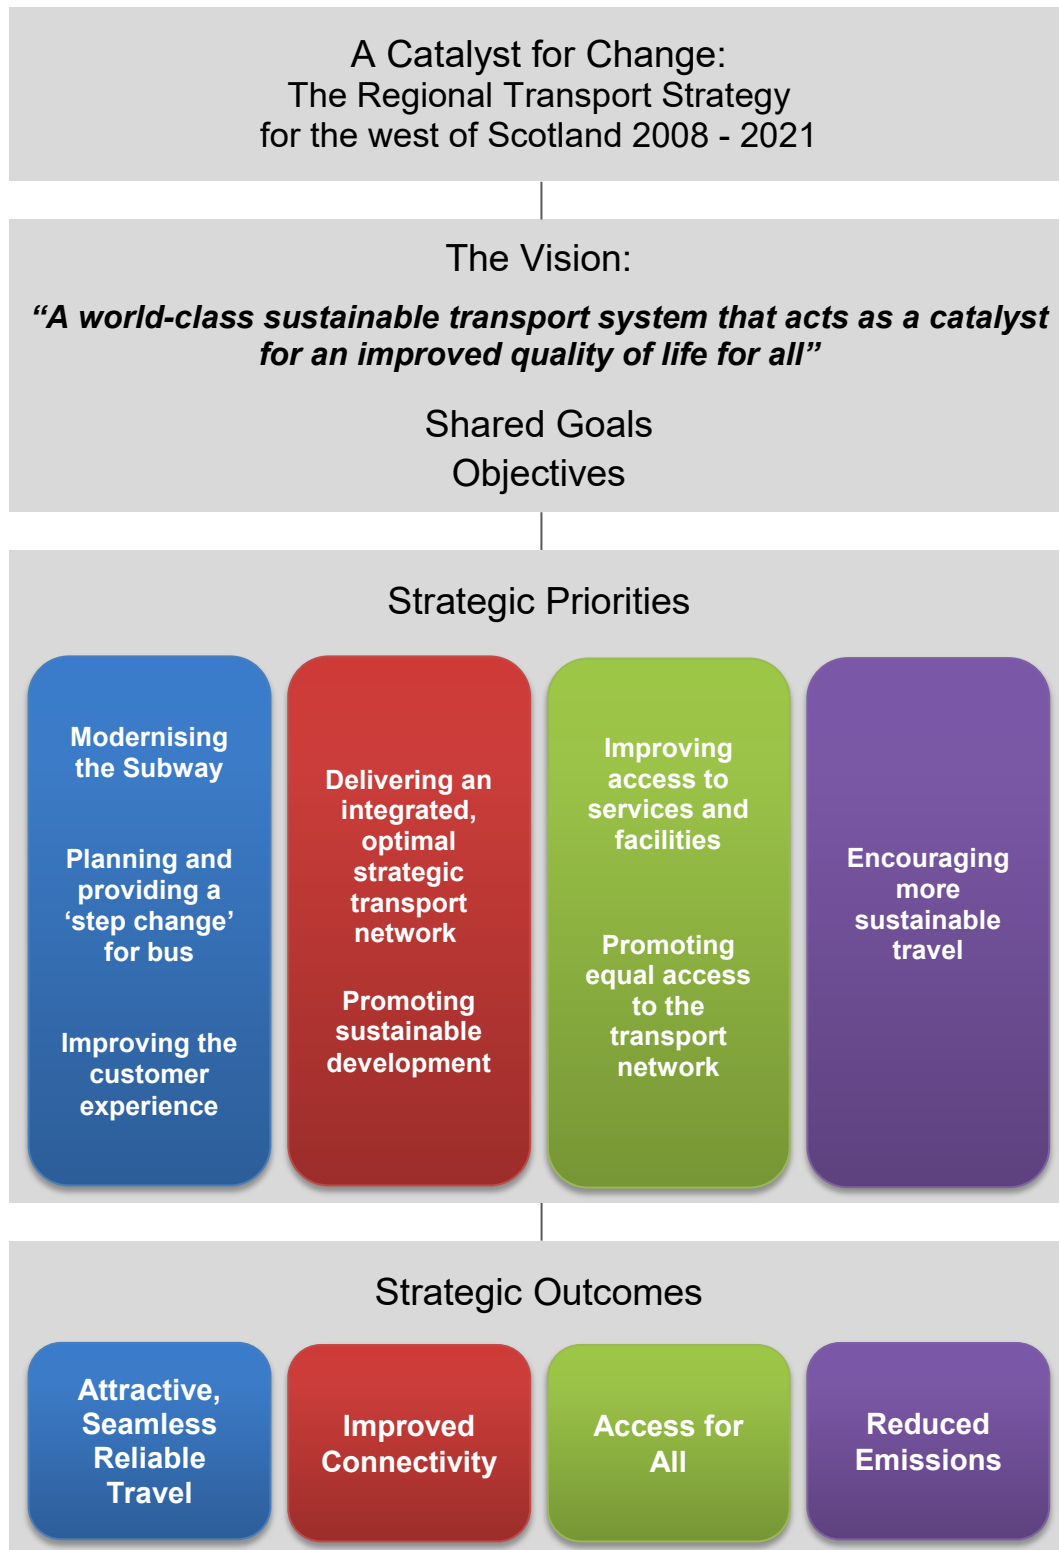 A Catalyst for Change:
The Regional Transport Strategy
for the west of Scotland 2008 - 2021
The Vision:
“A world-class sustainable transport system that acts as a catalyst
for an improved quality of life for all”
Shared Goals
Objectives
Strategic Priorities
Modernising
the Subway
Planning and
providing a
‘step change’
for bus
Improving the
customer
experience
Delivering an
integrated,
optimal
strategic
transport
network
Promoting
sustainable
development
Improving
access to
services and
facilities
Promoting
equal access
to the
transport
network
Encouraging
more
sustainable
travel
Strategic Outcomes
Attractive,
Seamless
Reliable
Travel
Improved
Connectivity
Access for
All
Reduced
Emissions